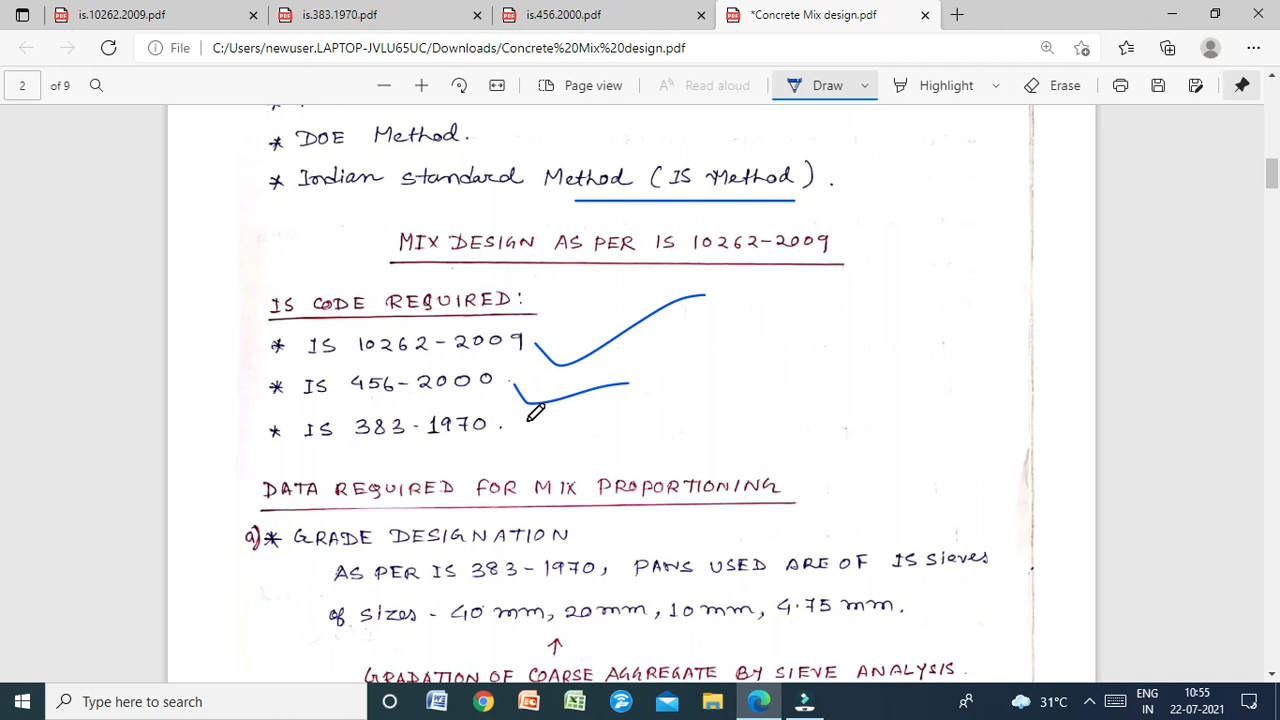 is.10262.2009.pdf
is.383.1970.pdf
is.456.2000.pdf
*Concrete Mix design.pdf
File
C:/Users/newuser.LAPTOP-JVLU65UC/Downloads/Concrete%20Mix%20design.pdf
2 of 9
Page view
Read aloud
Draw
Highlight
Erase
* DOE Method.
* Indian standard Method (IS Method).
MIX DESIGN AS PER IS 10262-2009
IS CODE REQUIRED:
* IS 10262-2009
* IS 456-2000.
* IS 383-1970.
DATA REQUIRED FOR MIX PROPORTIONING
a)* GRADE DESIGNATION
AS PER IS 383-1970, PANS USED ARE OF IS Sieves
of sizes - 40 mm, 20mm, 10mm, 4.75 mm.
GRADATION OF COARSE AGGREGATE BY SIEVE ANALYSIS.
Type here to search
31°C
ENG
IN
10:55
22-07-2021